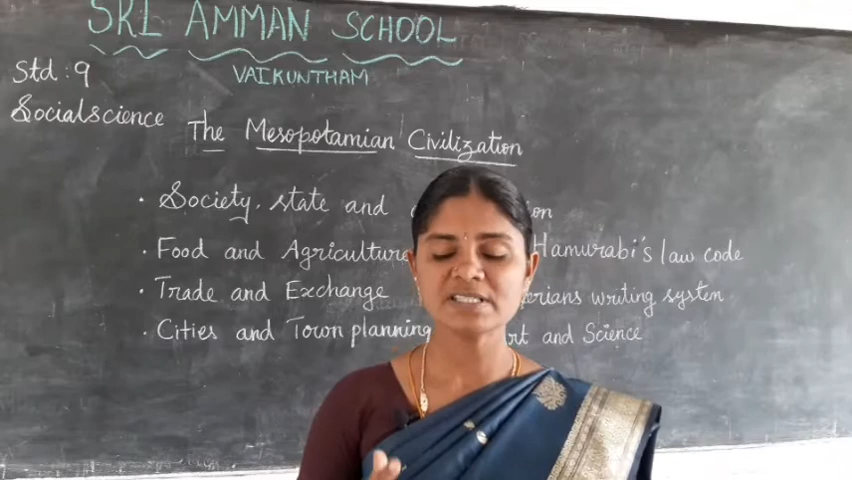 SRI AMMAN SCHOOL
VAIKUNTHAM
Std : 9
Socialscience
The Mesopotamian Civilization
• Society, state and
• Food and Agriculture
Hamurabi's law code
• Trade and Exchange
writing system
• Cities and Town planning
and Science